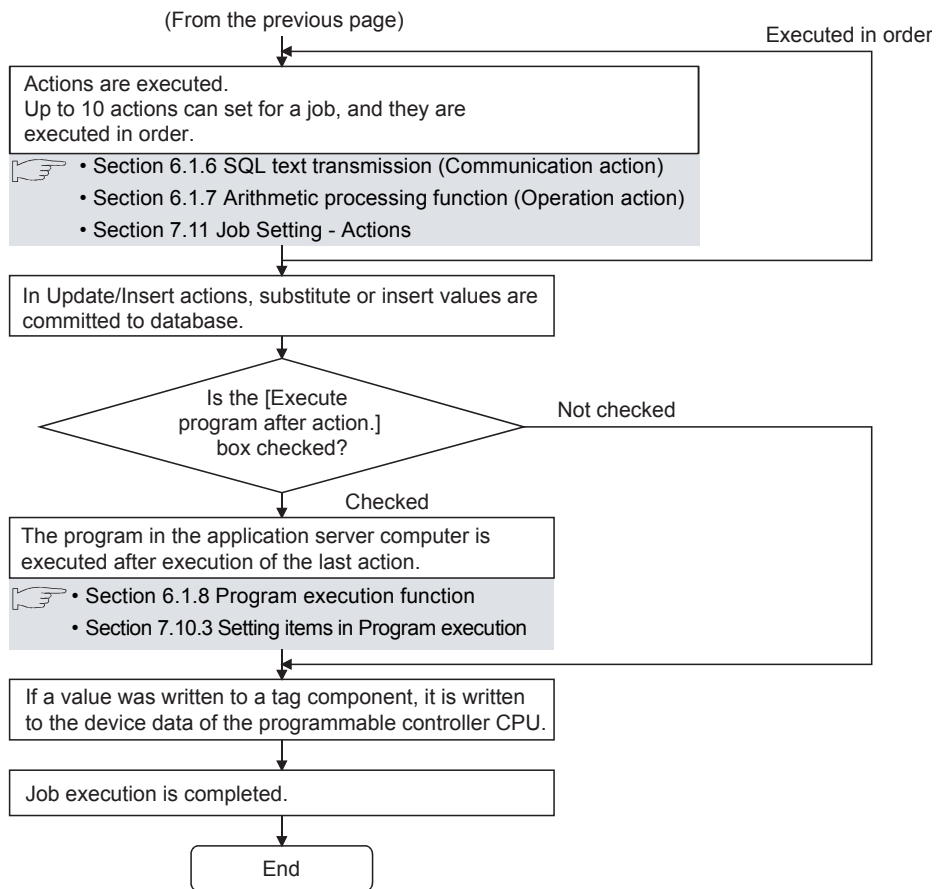 (From the previous page)
Executed in order
Actions are executed.
Up to 10 actions can set for a job, and they are
executed in order.
• Section 6.1.6 SQL text transmission (Communication action)
• Section 6.1.7 Arithmetic processing function (Operation action)
• Section 7.11 Job Setting - Actions
In Update/Insert actions, substitute or insert values are
committed to database.
Is the [Execute
program after action.]
box checked?
Not checked
Checked
The program in the application server computer is
executed after execution of the last action.
• Section 6.1.8 Program execution function
• Section 7.10.3 Setting items in Program execution
If a value was written to a tag component, it is written
to the device data of the programmable controller CPU.
Job execution is completed.
End